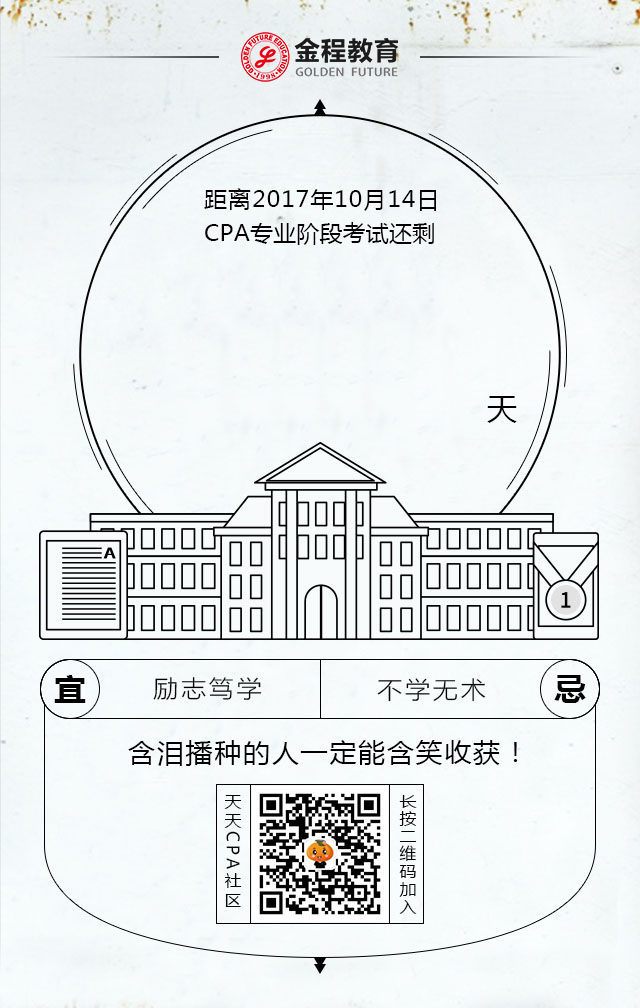 GOLDEN FUTURE EDUCATION
·1998·
金程教育
GOLDEN FUTURE
距离2017年10月14日
CPA专业阶段考试还剩
天
A
1
宜
励志笃学
不学无术
忌
含泪播种的人一定能含笑收获！
天天CPA社区
长按二维码加入